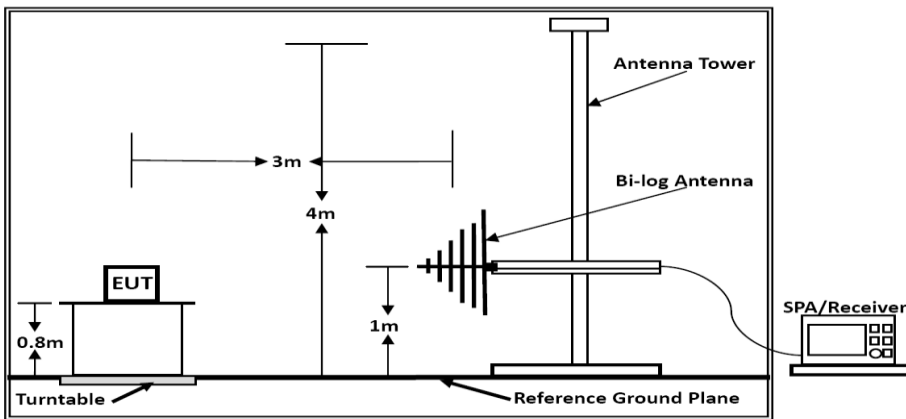 Antenna Tower
3m
Bi-log Antenna
4m
EUT
SPA/Receiver
0.8m
1m
Turntable
Reference Ground Plane